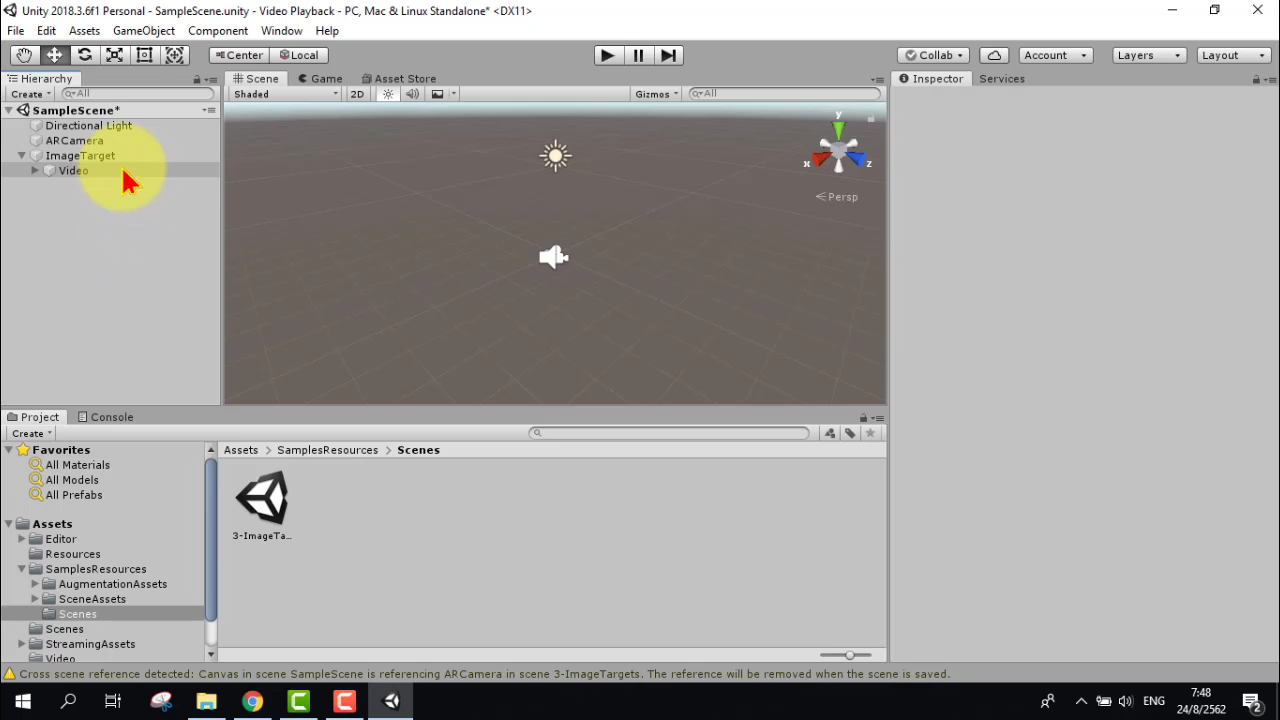 Unity 2018.3.6f1 Personal - SampleScene.unity - Video Playback - PC, Mac & Linux Standalone* <DX11>
File Edit Assets GameObject Component Window Help
Center Local Collab Account Layers Layout
Hierarchy Scene Game Asset Store Inspector Services
Create All Shaded 2D Gizmos All
SampleScene*
Directional Light
ARCamera
ImageTarget
Video
y
x z
Persp
Project Console
Create
Favorites
All Materials
All Models
All Prefabs
Assets
Editor
Resources
SamplesResources
AugmentationAssets
SceneAssets
Scenes
Scenes
StreamingAssets
Video
Assets SamplesResources Scenes
3-ImageTa...
Cross scene reference detected: Canvas in scene SampleScene is referencing ARCamera in scene 3-ImageTargets. The reference will be removed when the scene is saved.
ENG
7:48
24/8/2562
2